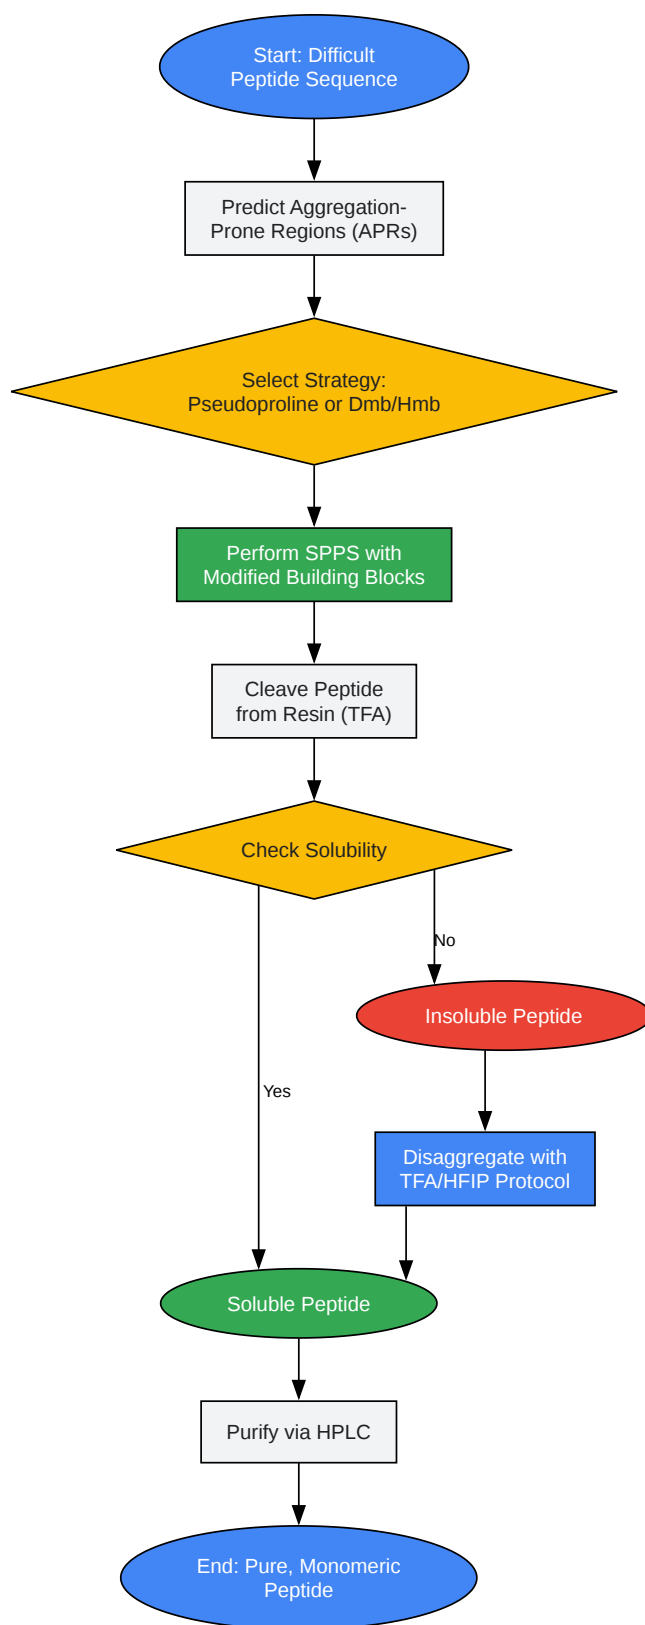 Start: Difficult
Peptide Sequence
Predict Aggregation-
Prone Regions (APRs)
Select Strategy:
Pseudoproline or Dmb/Hmb
Perform SPPS with
Modified Building Blocks
Cleave Peptide
from Resin (TFA)
Check Solubility
No
Insoluble Peptide
Yes
Disaggregate with
TFA/HFIP Protocol
Soluble Peptide
Purify via HPLC
End: Pure, Monomeric
Peptide